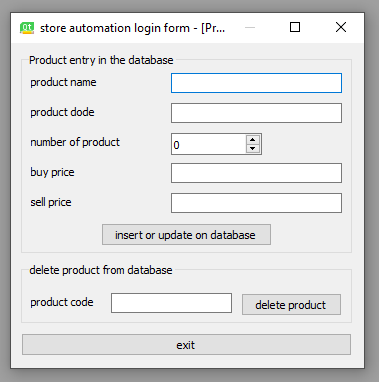 store automation login form - [Pr...
Product entry in the database
product name
product dode
number of product
0
buy price
sell price
insert or update on database
delete product from database
product code
delete product
exit